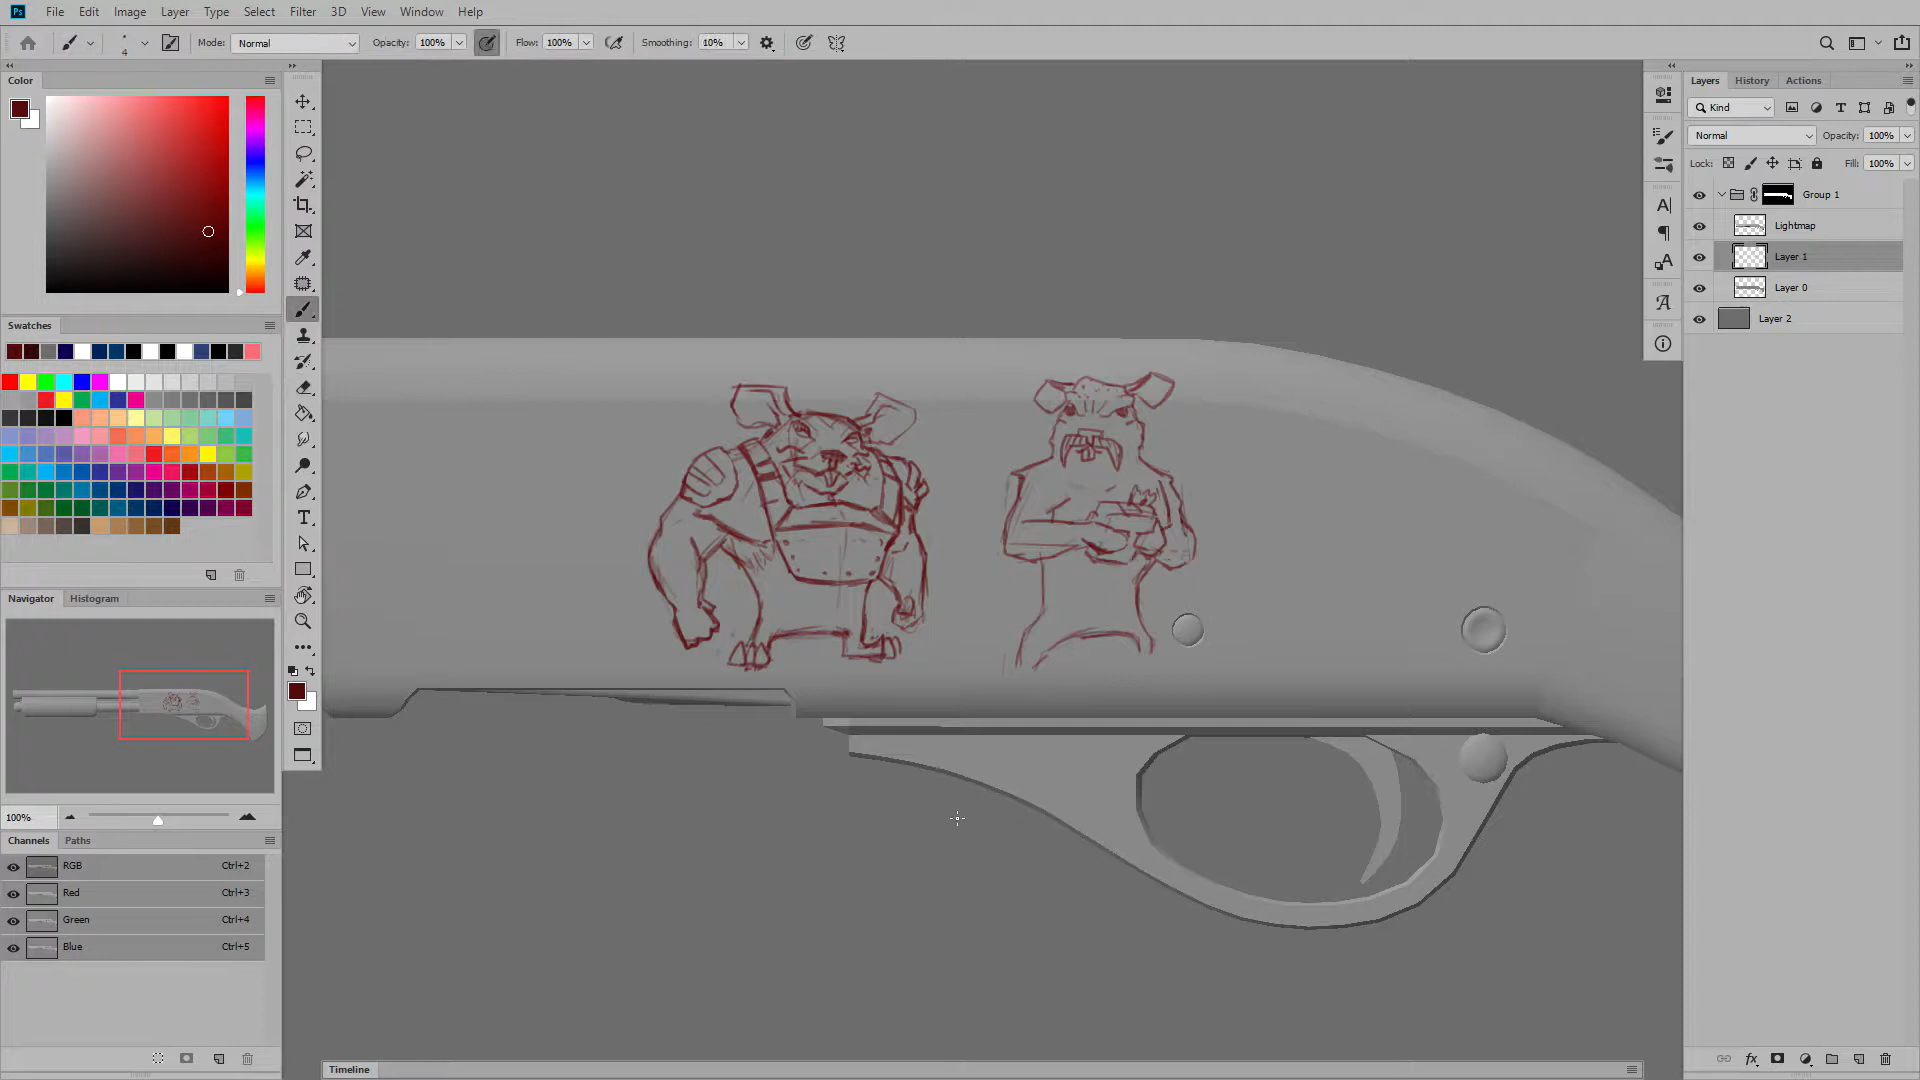 Ps File Edit Image Layer Type Select Filter 3D View Window Help
4 Mode: Normal Opacity: 100% Flow: 100% Smoothing: 10%
Color
Layers History Actions
Kind
Normal Opacity: 100%
Lock: Fill: 100%
Group 1
Lightmap
Layer 1
Layer 0
Layer 2
Swatches
Navigator Histogram
100%
Channels Paths
RGB Ctrl+2
Red Ctrl+3
Green Ctrl+4
Blue Ctrl+5
Timeline